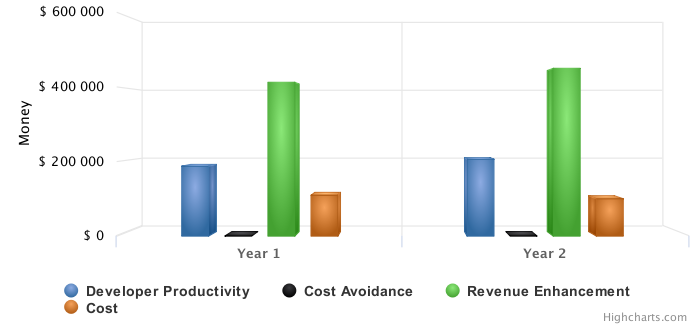 $ 600 000
$ 400 000
$ 200 000
$ 0
Money
Year 1
Year 2
Developer Productivity
Cost Avoidance
Revenue Enhancement
Cost
Highcharts.com